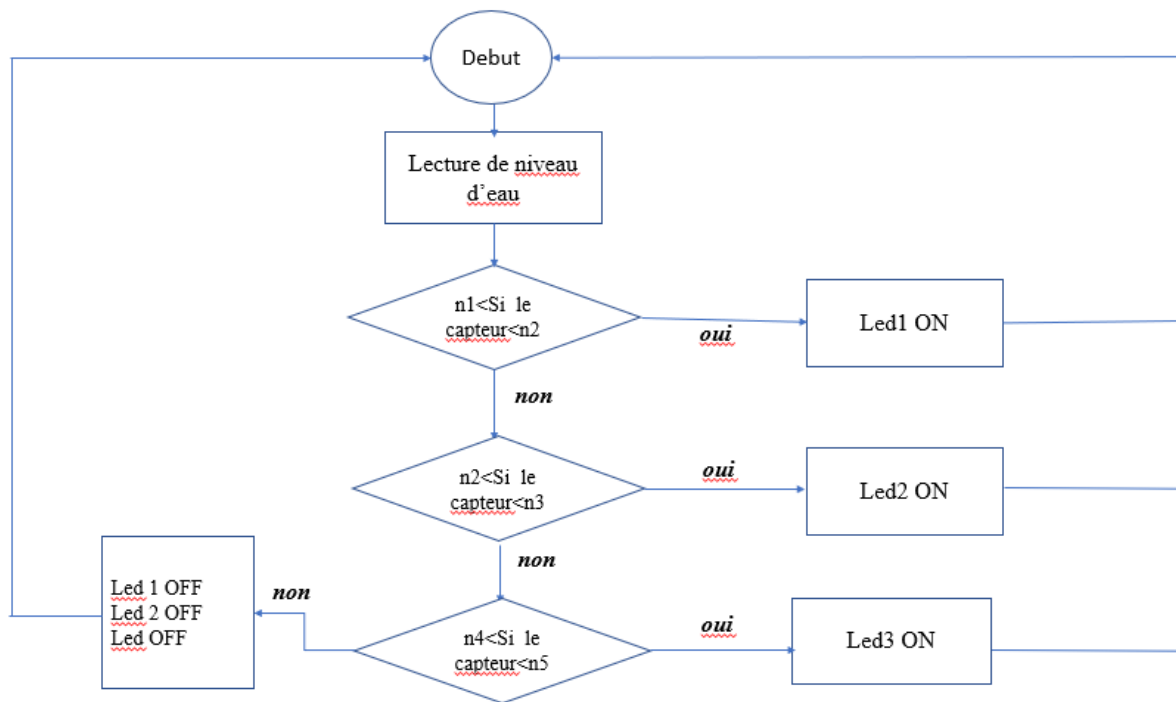 Debut
Lecture de niveau
d’eau
n1<Si le
capteur<n2
oui
Led1 ON
non
n2<Si le
capteur<n3
oui
Led2 ON
non
n4<Si le
capteur<n5
oui
Led3 ON
non
Led 1 OFF
Led 2 OFF
Led OFF